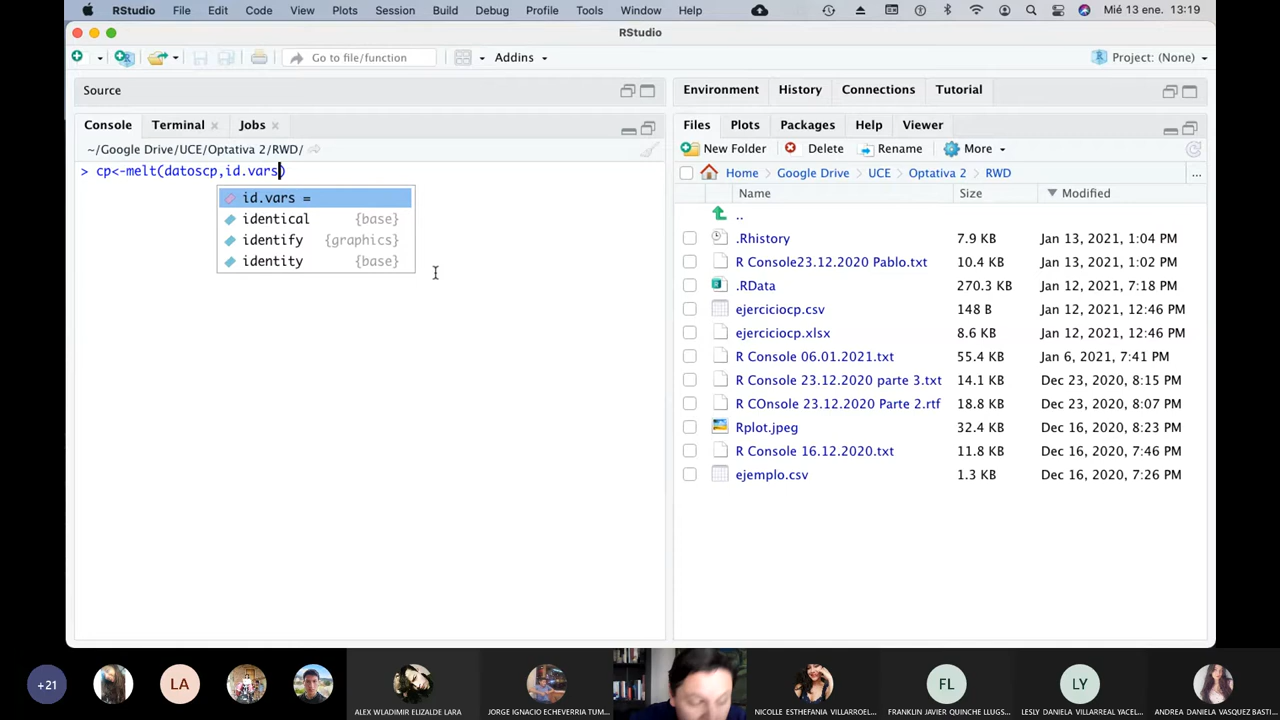 RStudio File Edit Code View Plots Session Build Debug Profile Tools Window Help Mié 13 ene. 13:19
RStudio
Go to file/function Addins Project: (None)
Source
Console Terminal Jobs
~/Google Drive/UCE/Optativa 2/RWD/
> cp<-melt(datoscp,id.vars)
id.vars =
identical {base}
identify {graphics}
identity {base}
Environment History Connections Tutorial
Files Plots Packages Help Viewer
New Folder Delete Rename More
Home Google Drive UCE Optativa 2 RWD ...
Name Size Modified
..
.Rhistory 7.9 KB Jan 13, 2021, 1:04 PM
R Console23.12.2020 Pablo.txt 10.4 KB Jan 13, 2021, 1:02 PM
.RData 270.3 KB Jan 12, 2021, 7:18 PM
ejerciciocp.csv 148 B Jan 12, 2021, 12:46 PM
ejerciciocp.xlsx 8.6 KB Jan 12, 2021, 12:46 PM
R Console 06.01.2021.txt 55.4 KB Jan 6, 2021, 7:41 PM
R Console 23.12.2020 parte 3.txt 14.1 KB Dec 23, 2020, 8:15 PM
R COnsole 23.12.2020 Parte 2.rtf 18.8 KB Dec 23, 2020, 8:07 PM
Rplot.jpeg 32.4 KB Dec 16, 2020, 8:23 PM
R Console 16.12.2020.txt 11.8 KB Dec 16, 2020, 7:46 PM
ejemplo.csv 1.3 KB Dec 16, 2020, 7:26 PM
+21 LA FL LY
ALEX WLADIMIR ELIZALDE LARA JORGE IGNACIO ECHEVERRIA TUM... NICOLLE ESTHEFANIA VILLARROEL... FRANKLIN JAVIER QUINCHE LLUGS... LESLY DANIELA VILLARREAL YACEL... ANDREA DANIELA VASQUEZ BASTI...